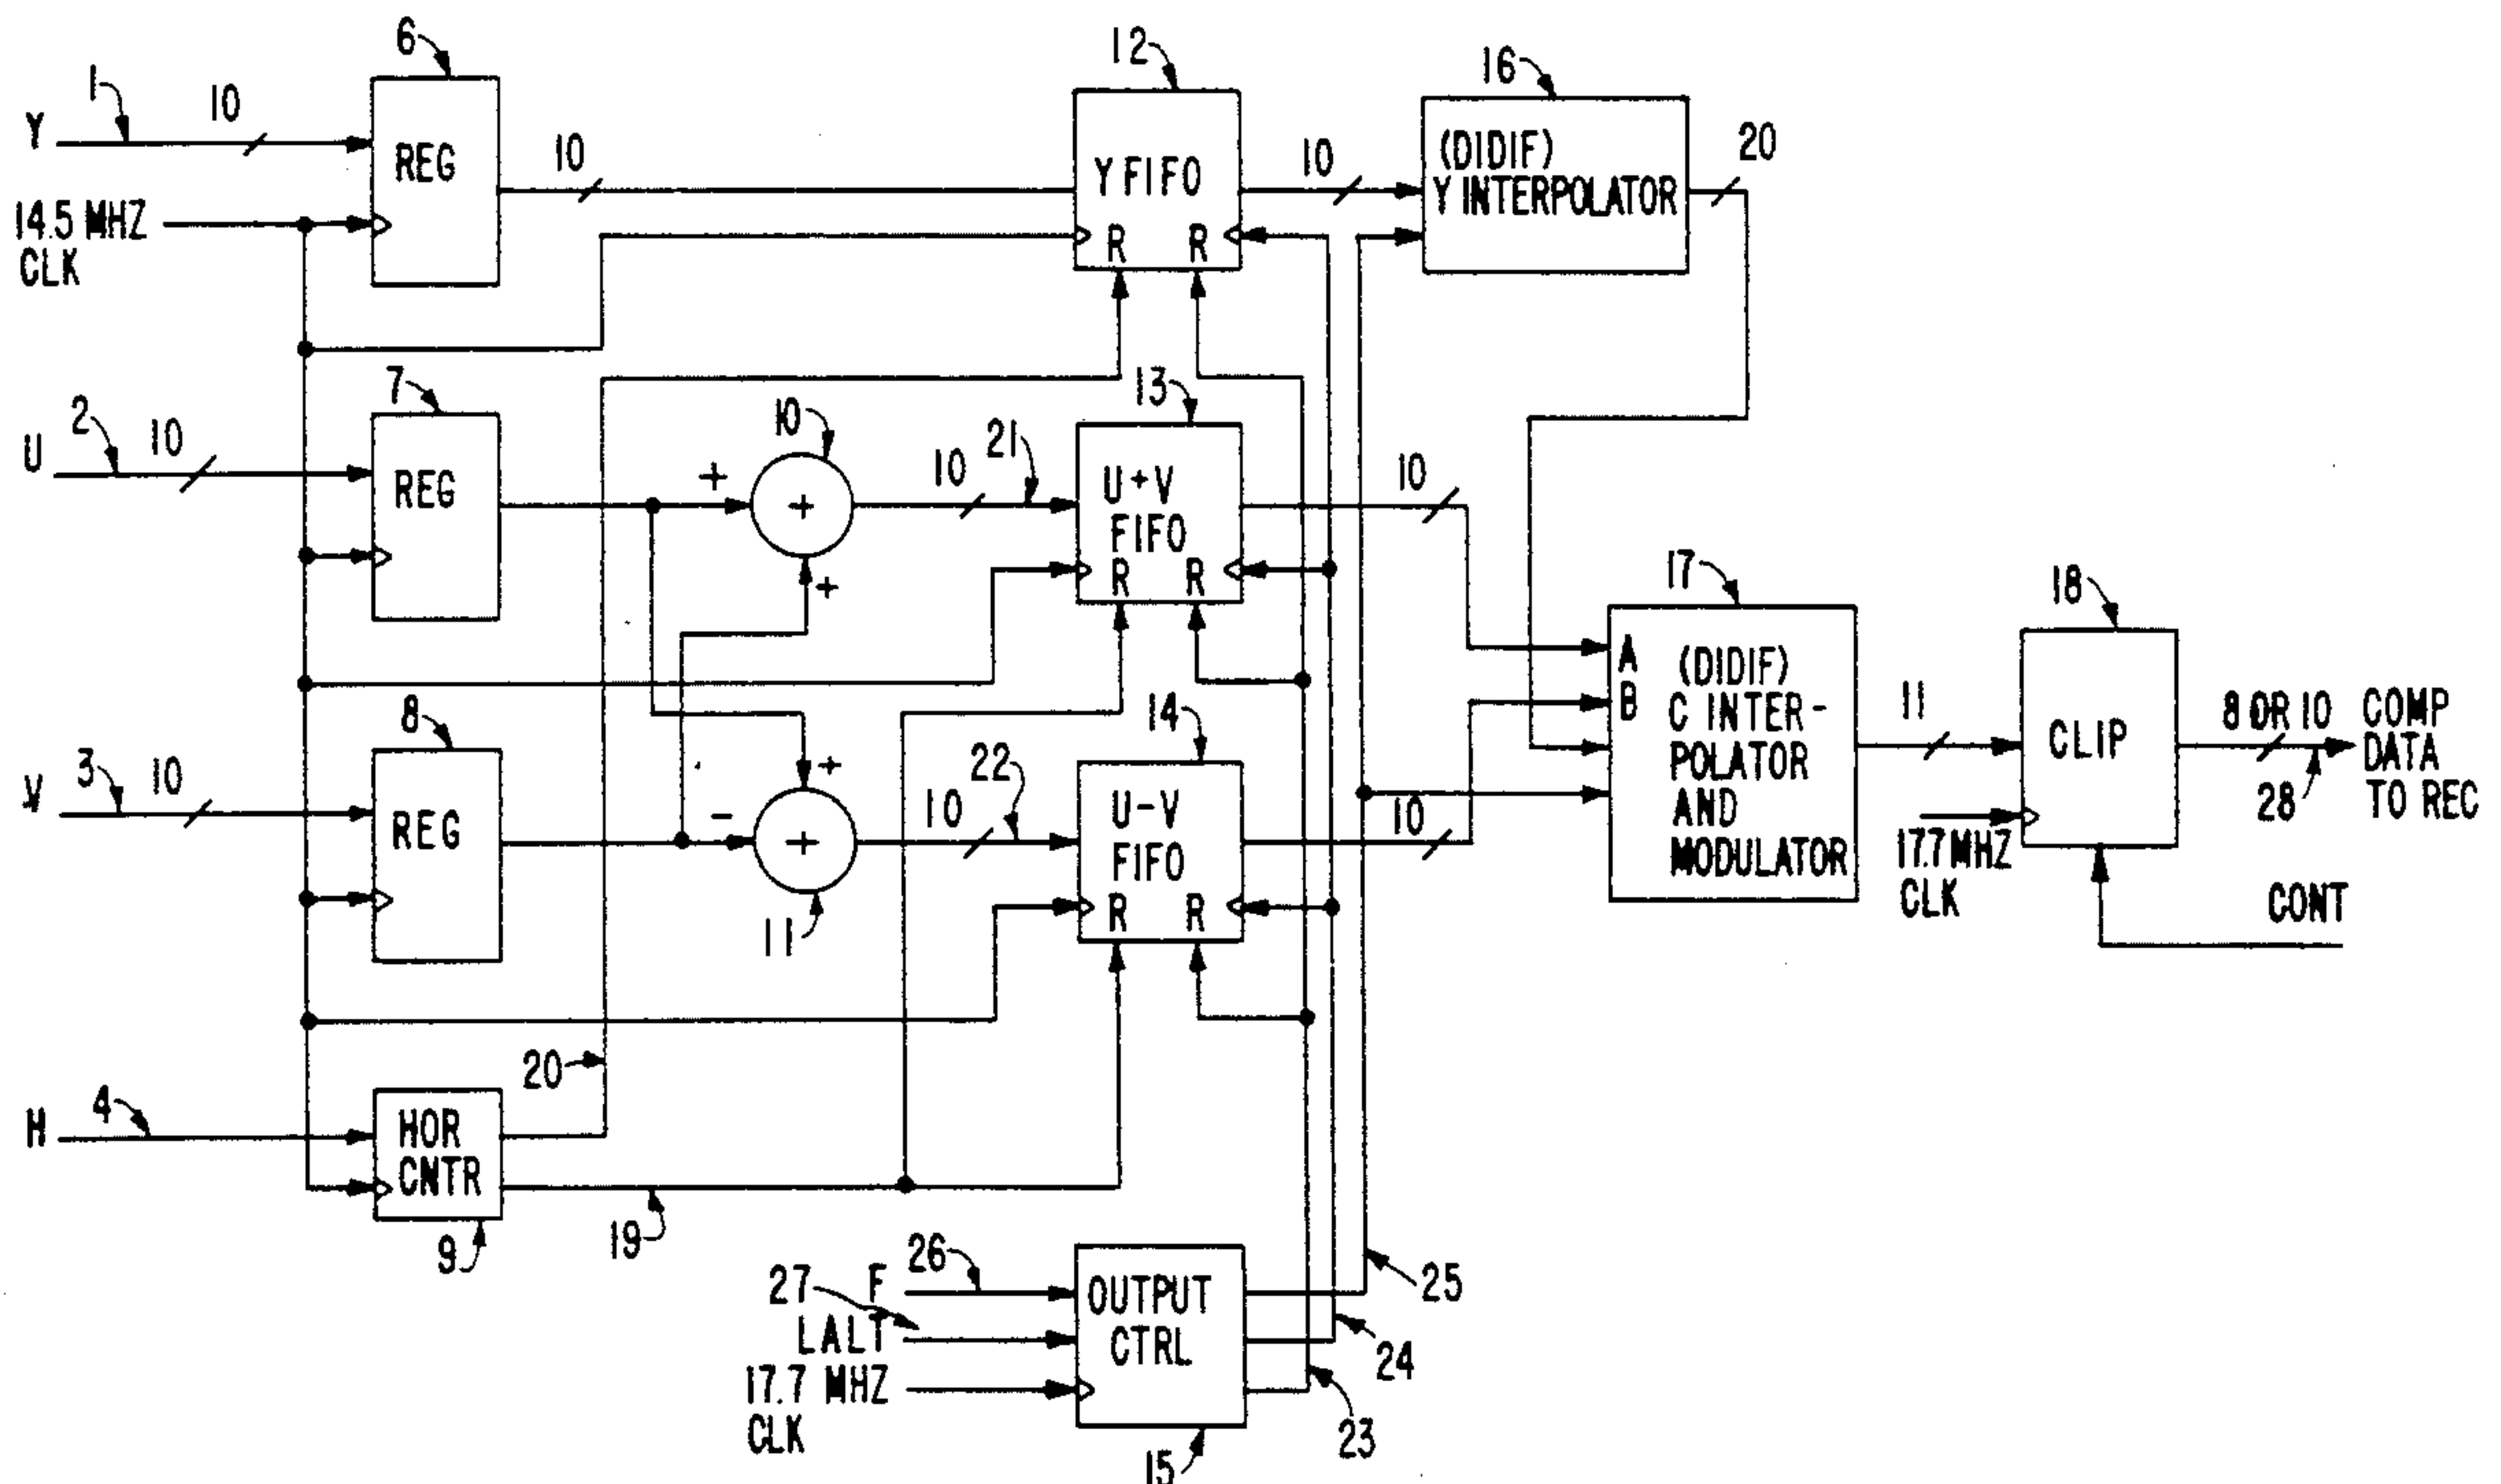 6
12
16
1
10
Y
REG
10
Y FIFO
R R
10
(DIDIF)
Y INTERPOLATOR
20
14.5 MHZ
CLK
7
10
13
2
10
U
REG
+
+
+
10
21
U+V
FIFO
R R
10
17
18
A
B
(DIDIF)
C INTER-
POLATOR
AND
MODULATOR
11
CLIP
8 OR 10
COMP
DATA
TO REC
28
17.7 MHZ
CLK
CONT
8
14
3
10
V
REG
+
-
+
10
22
11
U-V
FIFO
R R
10
20
4
H
HOR
CNTR
9
19
26
27
F
LALT
17.7 MHZ
CLK
OUTPUT
CTRL
15
25
24
23